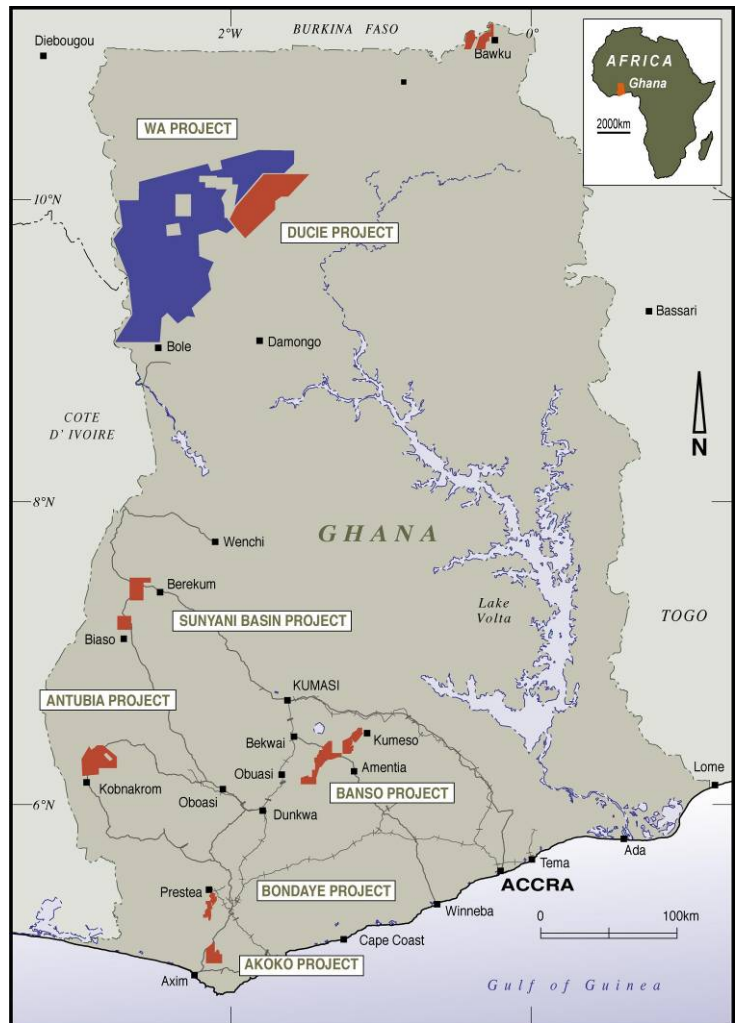 2°W
BURKINA FASO
0°
Diebougou
Bawku
AFRICA
Ghana
2000km
WA PROJECT
10°N
DUCIE PROJECT
Bassari
Bole
Damongo
COTE
D' IVOIRE
N
8°N
GHANA
Wenchi
Berekum
Lake
Volta
SUNYANI BASIN PROJECT
TOGO
Biaso
ANTUBIA PROJECT
KUMASI
Bekwai
Kumeso
Lome
Obuasi
Amentia
Kobnakrom
Oboasi
BANSO PROJECT
6°N
Dunkwa
Ada
Tema
ACCRA
Prestea
BONDAYE PROJECT
Winneba
0
100km
Cape Coast
AKOKO PROJECT
Axim
Gulf of Guinea